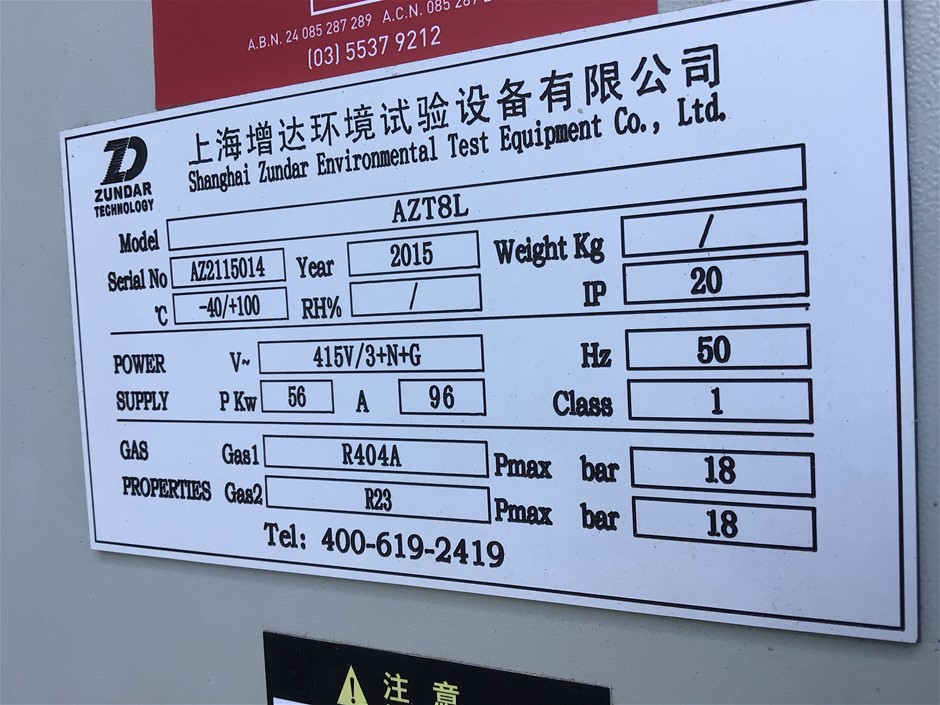 A.B.N. 24 085 287 289 A.C.N. 085 287
(03) 5537 9212
ZUNDAR
TECHNOLOGY
上海增达环境试验设备有限公司
Shanghai Zundar Environmental Test Equipment Co., Ltd.
Model AZT8L
Serial No AZ2115014 Year 2015 Weight Kg /
℃ -40/+100 RH% / IP 20
POWER V~ 415V/3+N+G Hz 50
SUPPLY P Kw 56 A 96 Class 1
GAS Gas1 R404A Pmax bar 18
PROPERTIES Gas2 R23 Pmax bar 18
Tel: 400-619-2419
注 意